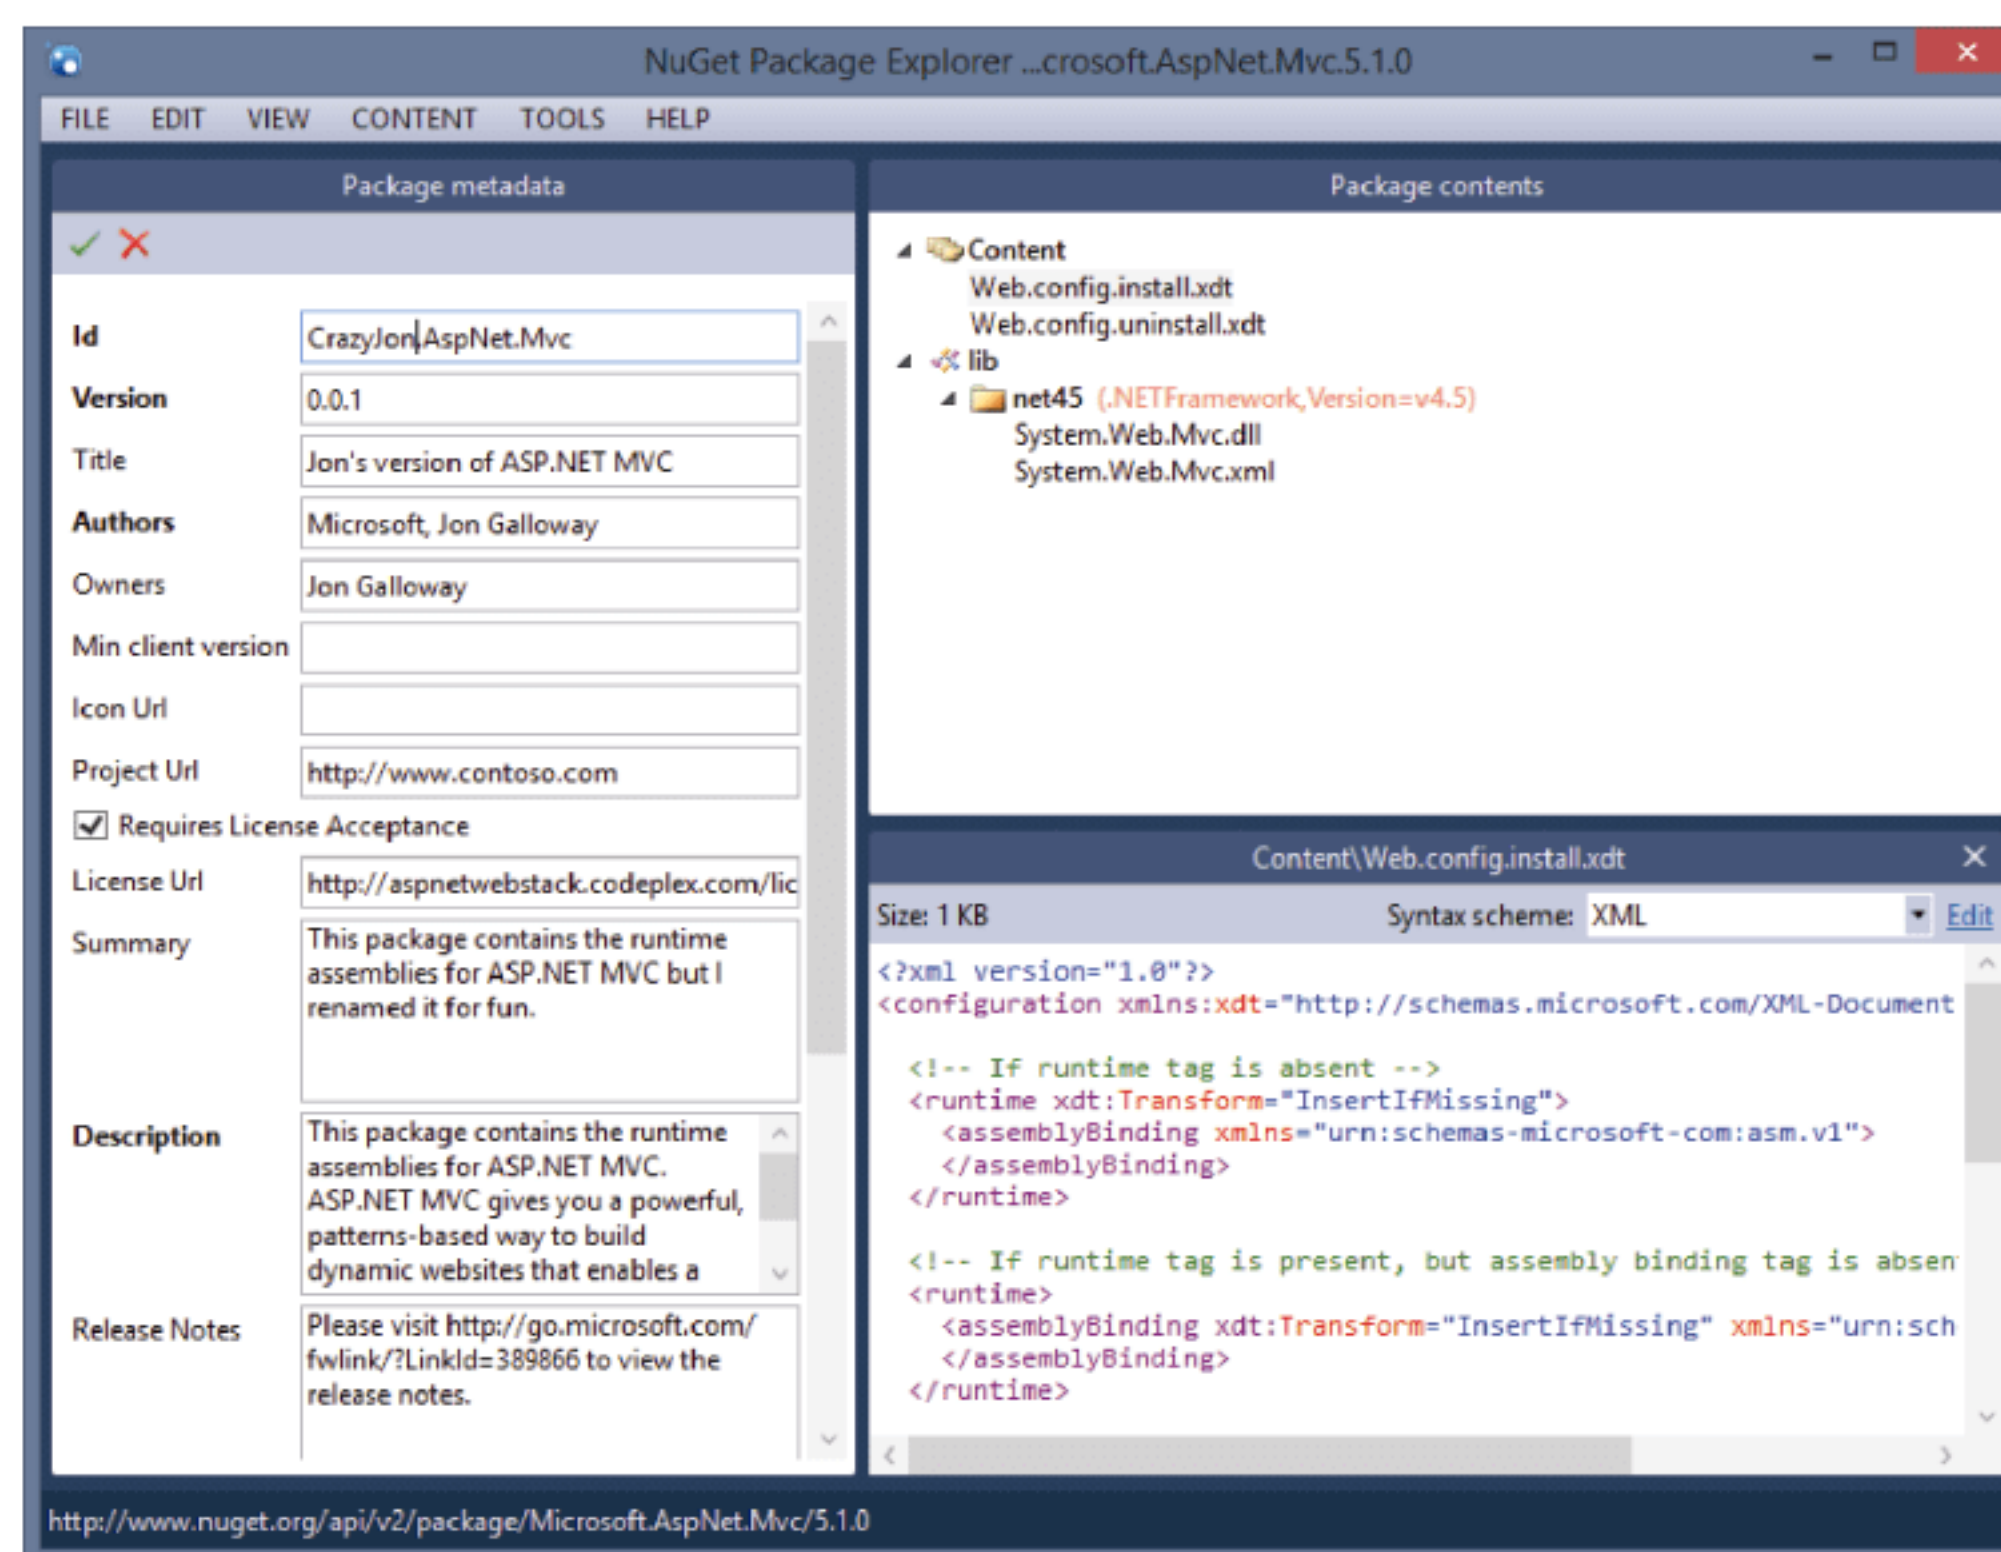 NuGet Package Explorer ...crosoft.AspNet.Mvc.5.1.0
FILE EDIT VIEW CONTENT TOOLS HELP
Package metadata
Id CrazyJon.AspNet.Mvc
Version 0.0.1
Title Jon's version of ASP.NET MVC
Authors Microsoft, Jon Galloway
Owners Jon Galloway
Min client version
Icon Url
Project Url http://www.contoso.com
Requires License Acceptance
License Url http://aspnetwebstack.codeplex.com/lic
Summary This package contains the runtime
assemblies for ASP.NET MVC but I
renamed it for fun.
Description This package contains the runtime
assemblies for ASP.NET MVC.
ASP.NET MVC gives you a powerful,
patterns-based way to build
dynamic websites that enables a
Release Notes Please visit http://go.microsoft.com/
fwlink/?LinkId=389866 to view the
release notes.
Package contents
Content
Web.config.install.xdt
Web.config.uninstall.xdt
lib
net45 (.NETFramework,Version=v4.5)
System.Web.Mvc.dll
System.Web.Mvc.xml
Content\Web.config.install.xdt
Size: 1 KB Syntax scheme: XML Edit
<?xml version="1.0"?>
<configuration xmlns:xdt="http://schemas.microsoft.com/XML-Document
<!-- If runtime tag is absent -->
<runtime xdt:Transform="InsertIfMissing">
<assemblyBinding xmlns="urn:schemas-microsoft-com:asm.v1">
</assemblyBinding>
</runtime>
<!-- If runtime tag is present, but assembly binding tag is absen
<runtime>
<assemblyBinding xdt:Transform="InsertIfMissing" xmlns="urn:sch
</assemblyBinding>
</runtime>
http://www.nuget.org/api/v2/package/Microsoft.AspNet.Mvc/5.1.0